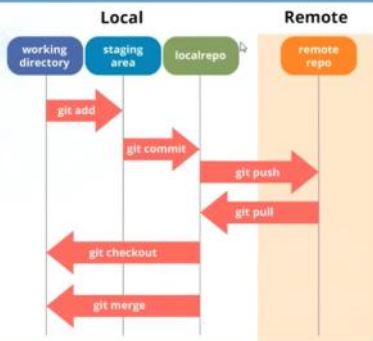 Local
Remote
working
directory
staging
area
localrepo
remote
repo
git add
git commit
git push
git pull
git checkout
git merge